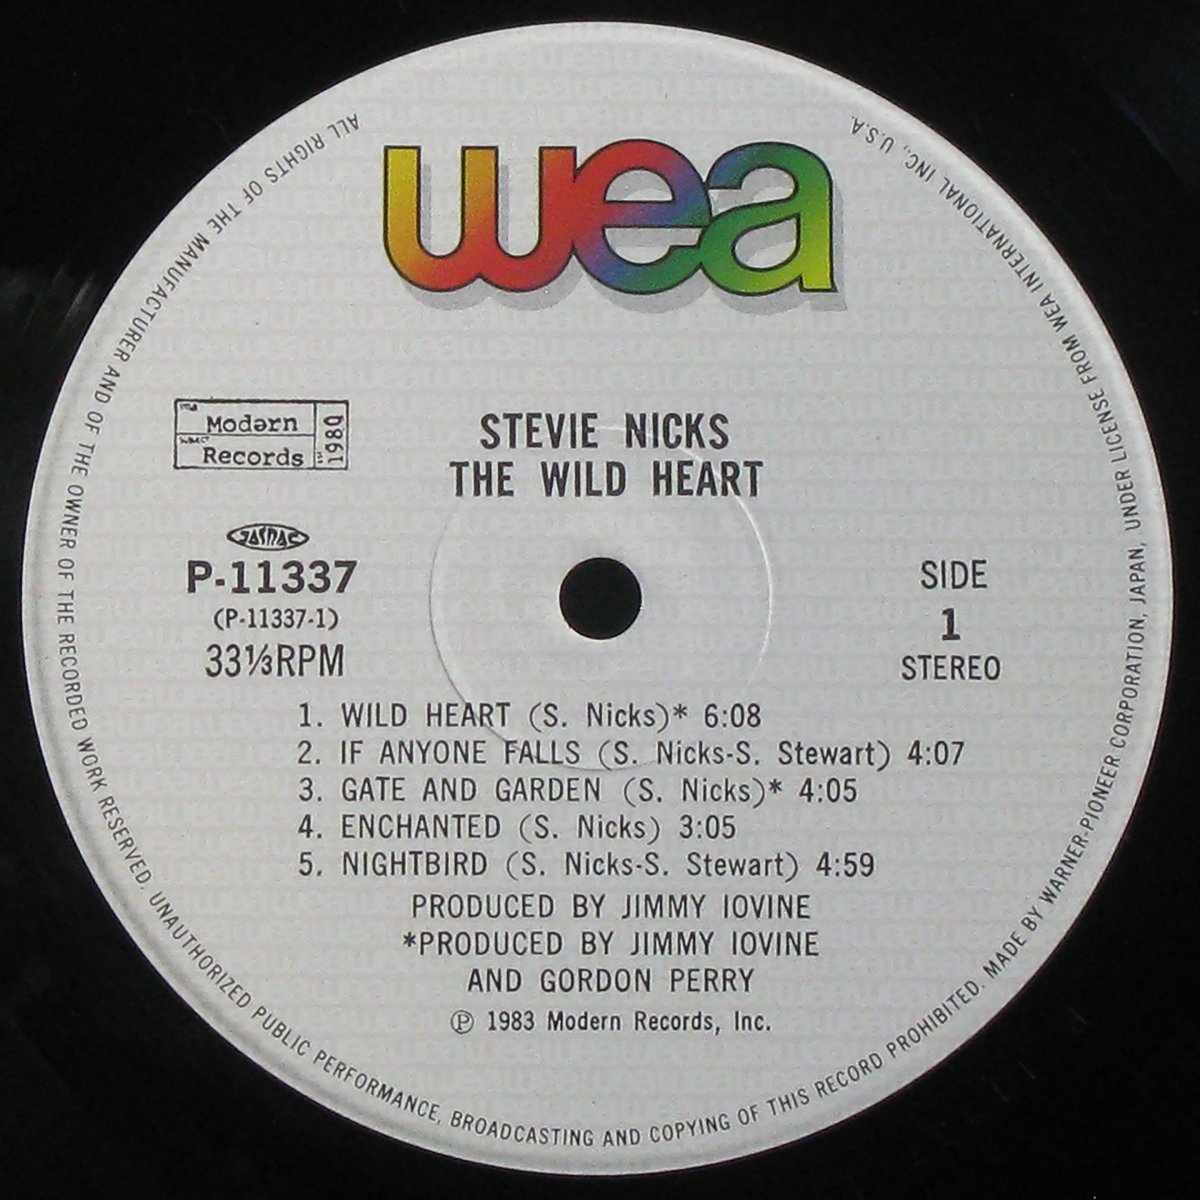 wea
Modern
Records
1980
STEVIE NICKS
THE WILD HEART
JASRAC
P-11337
(P-11337-1)
33⅓RPM
SIDE
1
STEREO
1. WILD HEART (S. Nicks)* 6:08
2. IF ANYONE FALLS (S. Nicks-S. Stewart) 4:07
3. GATE AND GARDEN (S. Nicks)* 4:05
4. ENCHANTED (S. Nicks) 3:05
5. NIGHTBIRD (S. Nicks-S. Stewart) 4:59
PRODUCED BY JIMMY IOVINE
*PRODUCED BY JIMMY IOVINE
AND GORDON PERRY
Ⓟ 1983 Modern Records, Inc.
ALL RIGHTS OF THE MANUFACTURER AND OF THE OWNER OF THE RECORDED WORK RESERVED. UNAUTHORIZED PUBLIC PERFORMANCE, BROADCASTING AND COPYING OF THIS RECORD PROHIBITED. MADE BY WARNER-PIONEER CORPORATION, JAPAN, UNDER LICENSE FROM WEA INTERNATIONAL INC., U.S.A.